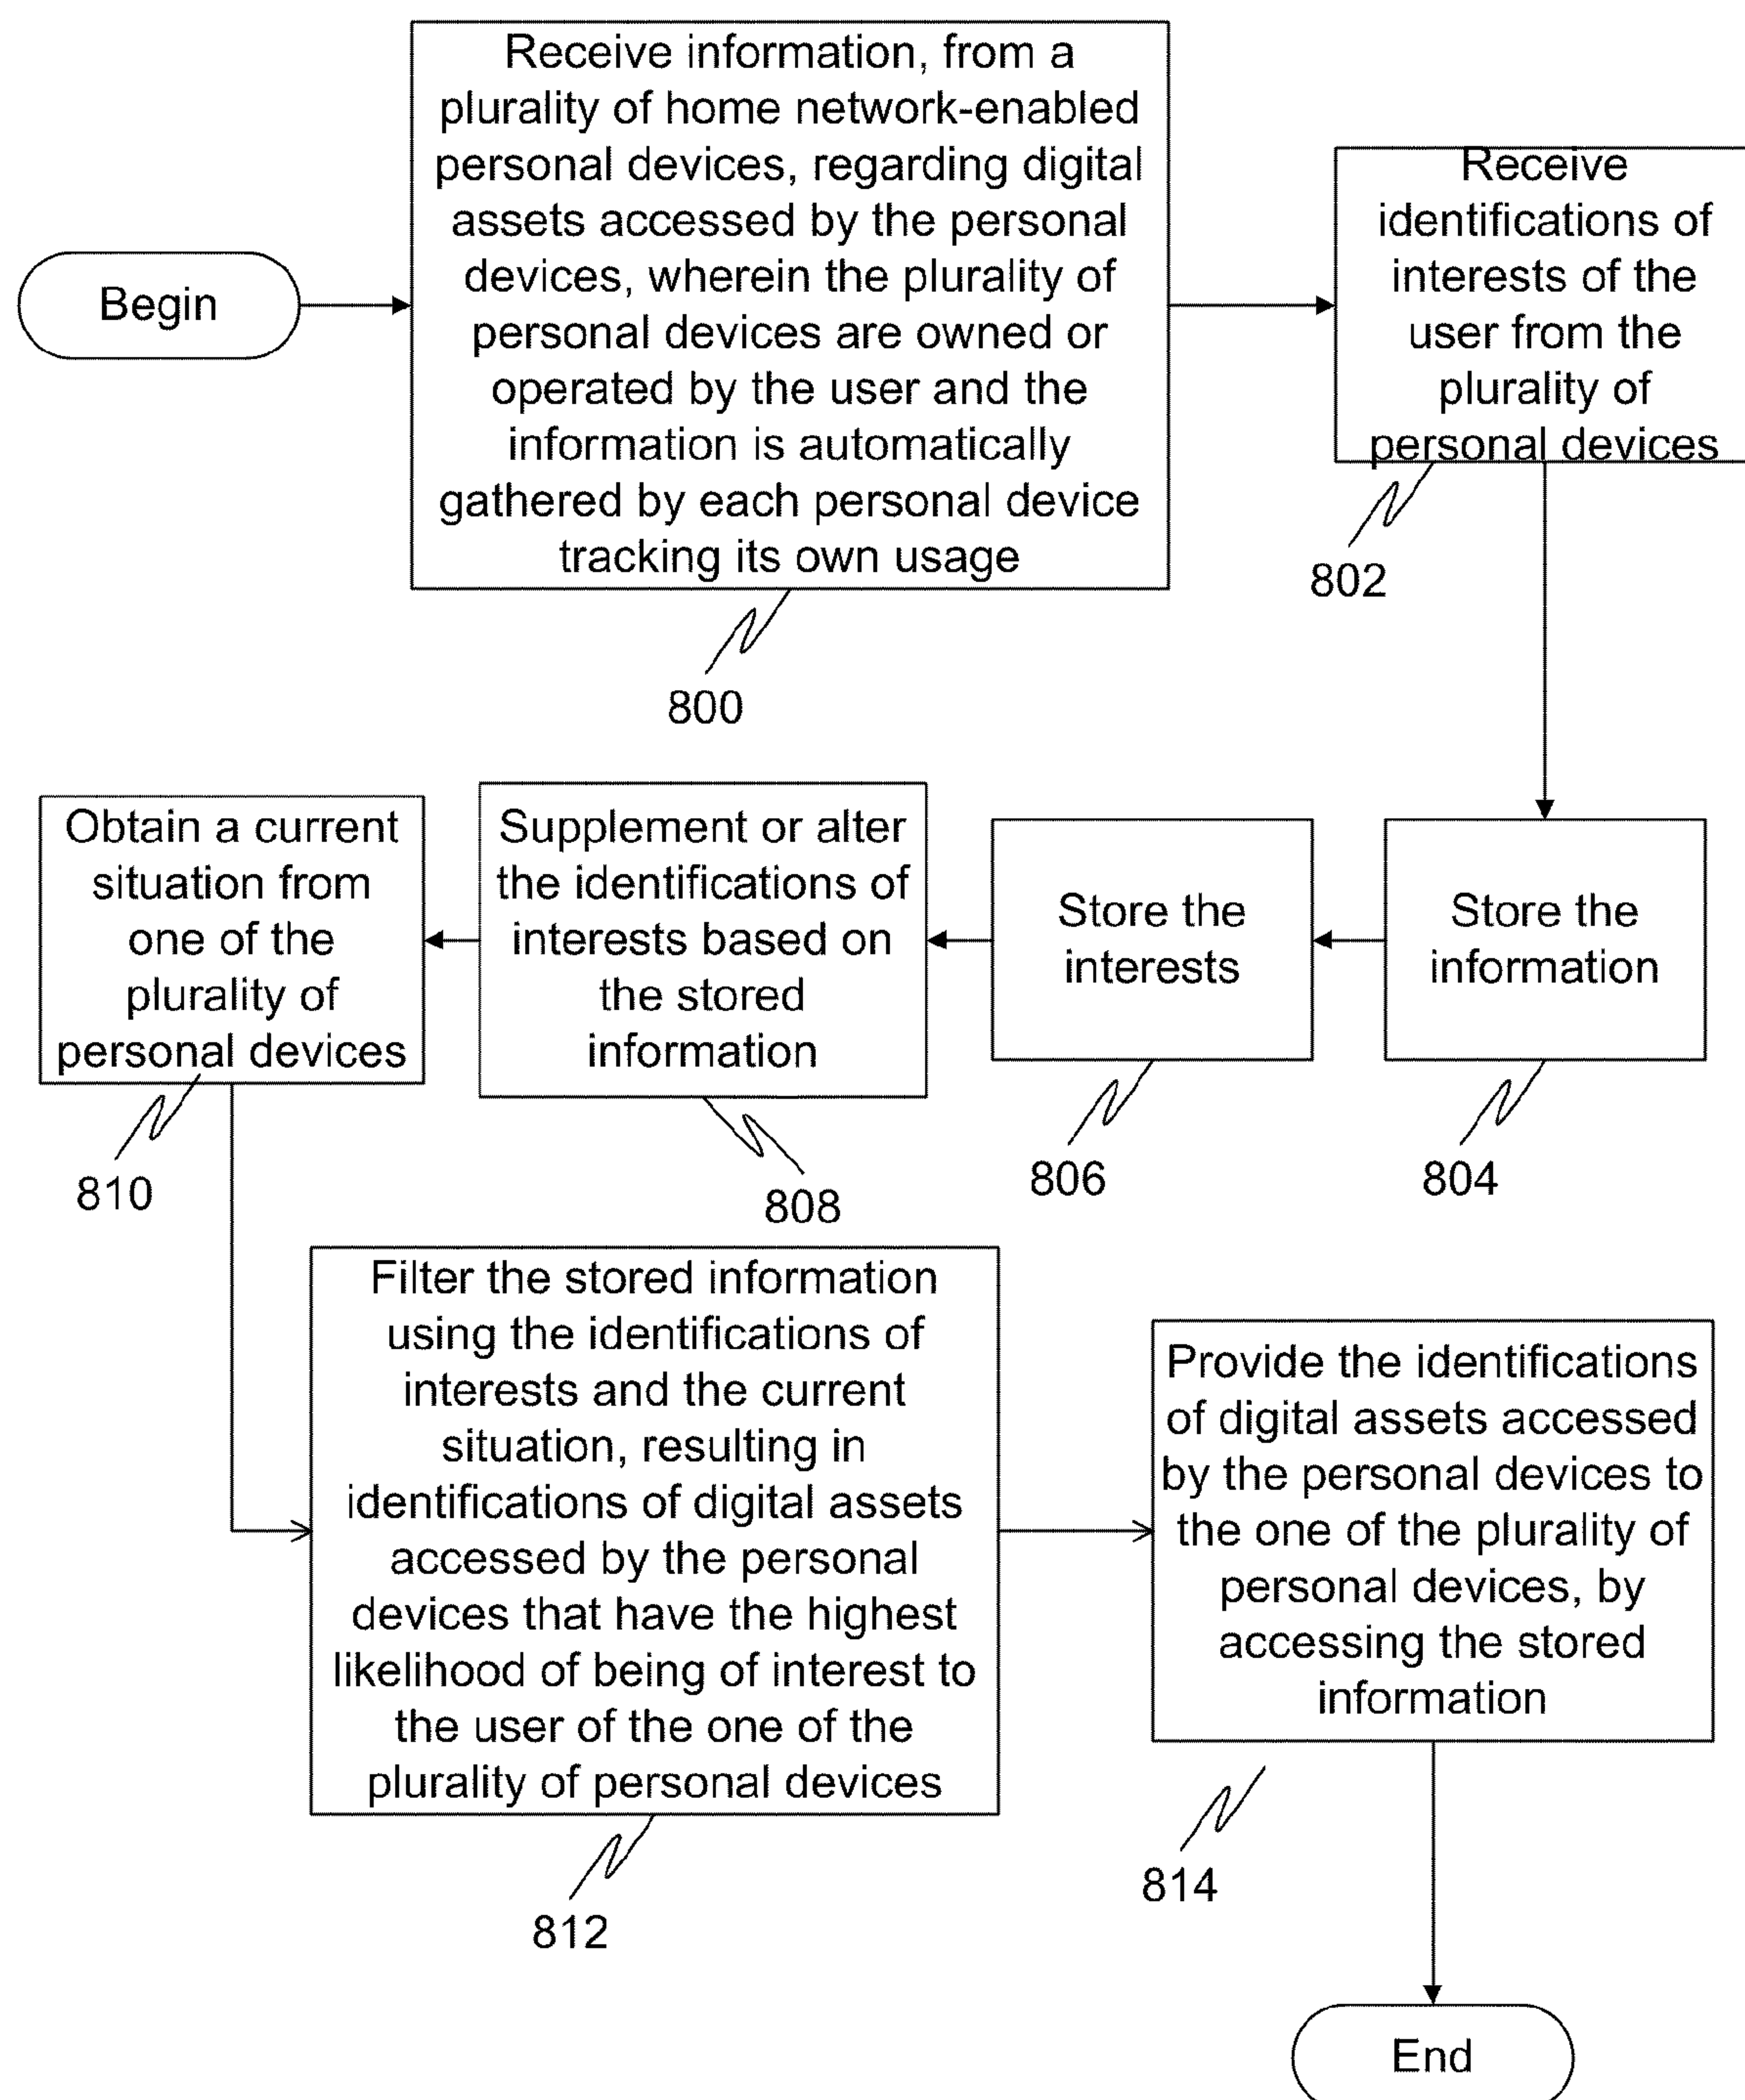 Begin
Receive information, from a
plurality of home network-enabled
personal devices, regarding digital
assets accessed by the personal
devices, wherein the plurality of
personal devices are owned or
operated by the user and the
information is automatically
gathered by each personal device
tracking its own usage
800
Receive
identifications of
interests of the
user from the
plurality of
personal devices
802
Store the
information
804
Store the
interests
806
Supplement or alter
the identifications of
interests based on
the stored
information
808
Obtain a current
situation from
one of the
plurality of
personal devices
810
Filter the stored information
using the identifications of
interests and the current
situation, resulting in
identifications of digital assets
accessed by the personal
devices that have the highest
likelihood of being of interest to
the user of the one of the
plurality of personal devices
812
Provide the identifications
of digital assets accessed
by the personal devices to
the one of the plurality of
personal devices, by
accessing the stored
information
814
End